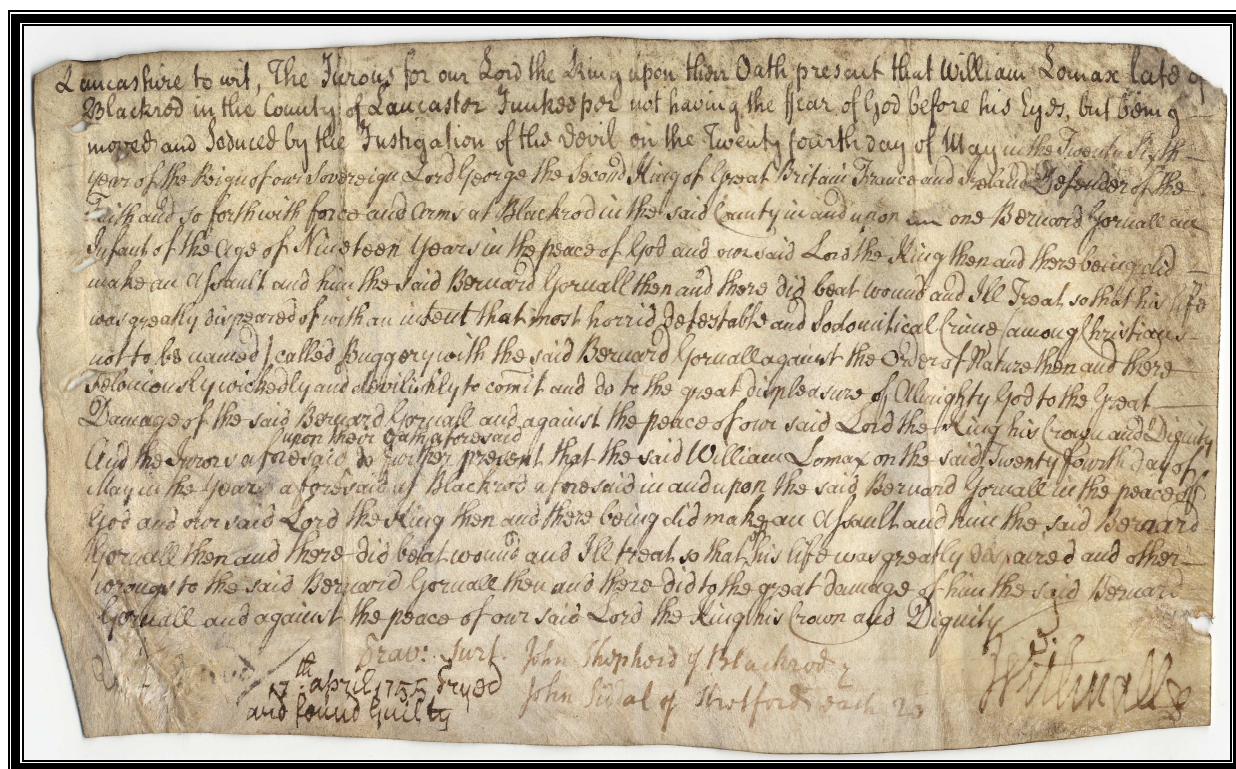 Lancashire to wit, The Jurors for our Lord the King upon their Oath present that William Lomax late of
Blackrod in the County of Lancaster Innkeeper not having the ffear of God before his Eyes, but being
moved and Seduced by the Instigation of the devil on the Twenty fourth day of May in the Twenty Sixth
year of the Reign of our Sovereign Lord George the Second King of Great Britain France and Ireland Defender of the
Faith and so forth with force and Arms at Blackrod in the said County in and upon one Bernard Gorvall an
Infant of the Age of Nineteen Years in the peace of God and our said Lord the King then and there being did
make an Assault and him the said Bernard Gorvall then and there did beat wound and Ill Treat so that his life
was greatly dispeared of with an intent that most horrid detestable and Sodomitical Crime (among Christians
not to be named) called Buggery with the said Bernard Gorvall against the Order of Nature then and there
feloniously wickedly and devilishly to comit and do to the great displeasure of Almighty God to the Great
Damage of the said Bernard Gorvall and against the peace of our said Lord the King his Crown and Dignity
upon their Oath aforesaid
And the Jurors aforesaid do further present that the said William Lomax on the said Twenty fourth day of
May in the Year aforesaid at Blackrod aforesaid in and upon the said Bernard Gorvall in the peace of
God and our said Lord the King then and there being did make an Assault and him the said Bernard
Gorvall then and there did beat wound and Ill treat so that his life was greatly and other
wrongs to the said Bernard Gorvall then and there did to the great damage of him the said Bernard
Gorvall and against the peace of our said Lord the King his Crown and Dignity
John Shepherd of Blackrod
17th April 1755 Tryed John of Stretford each 20
and found Guilty